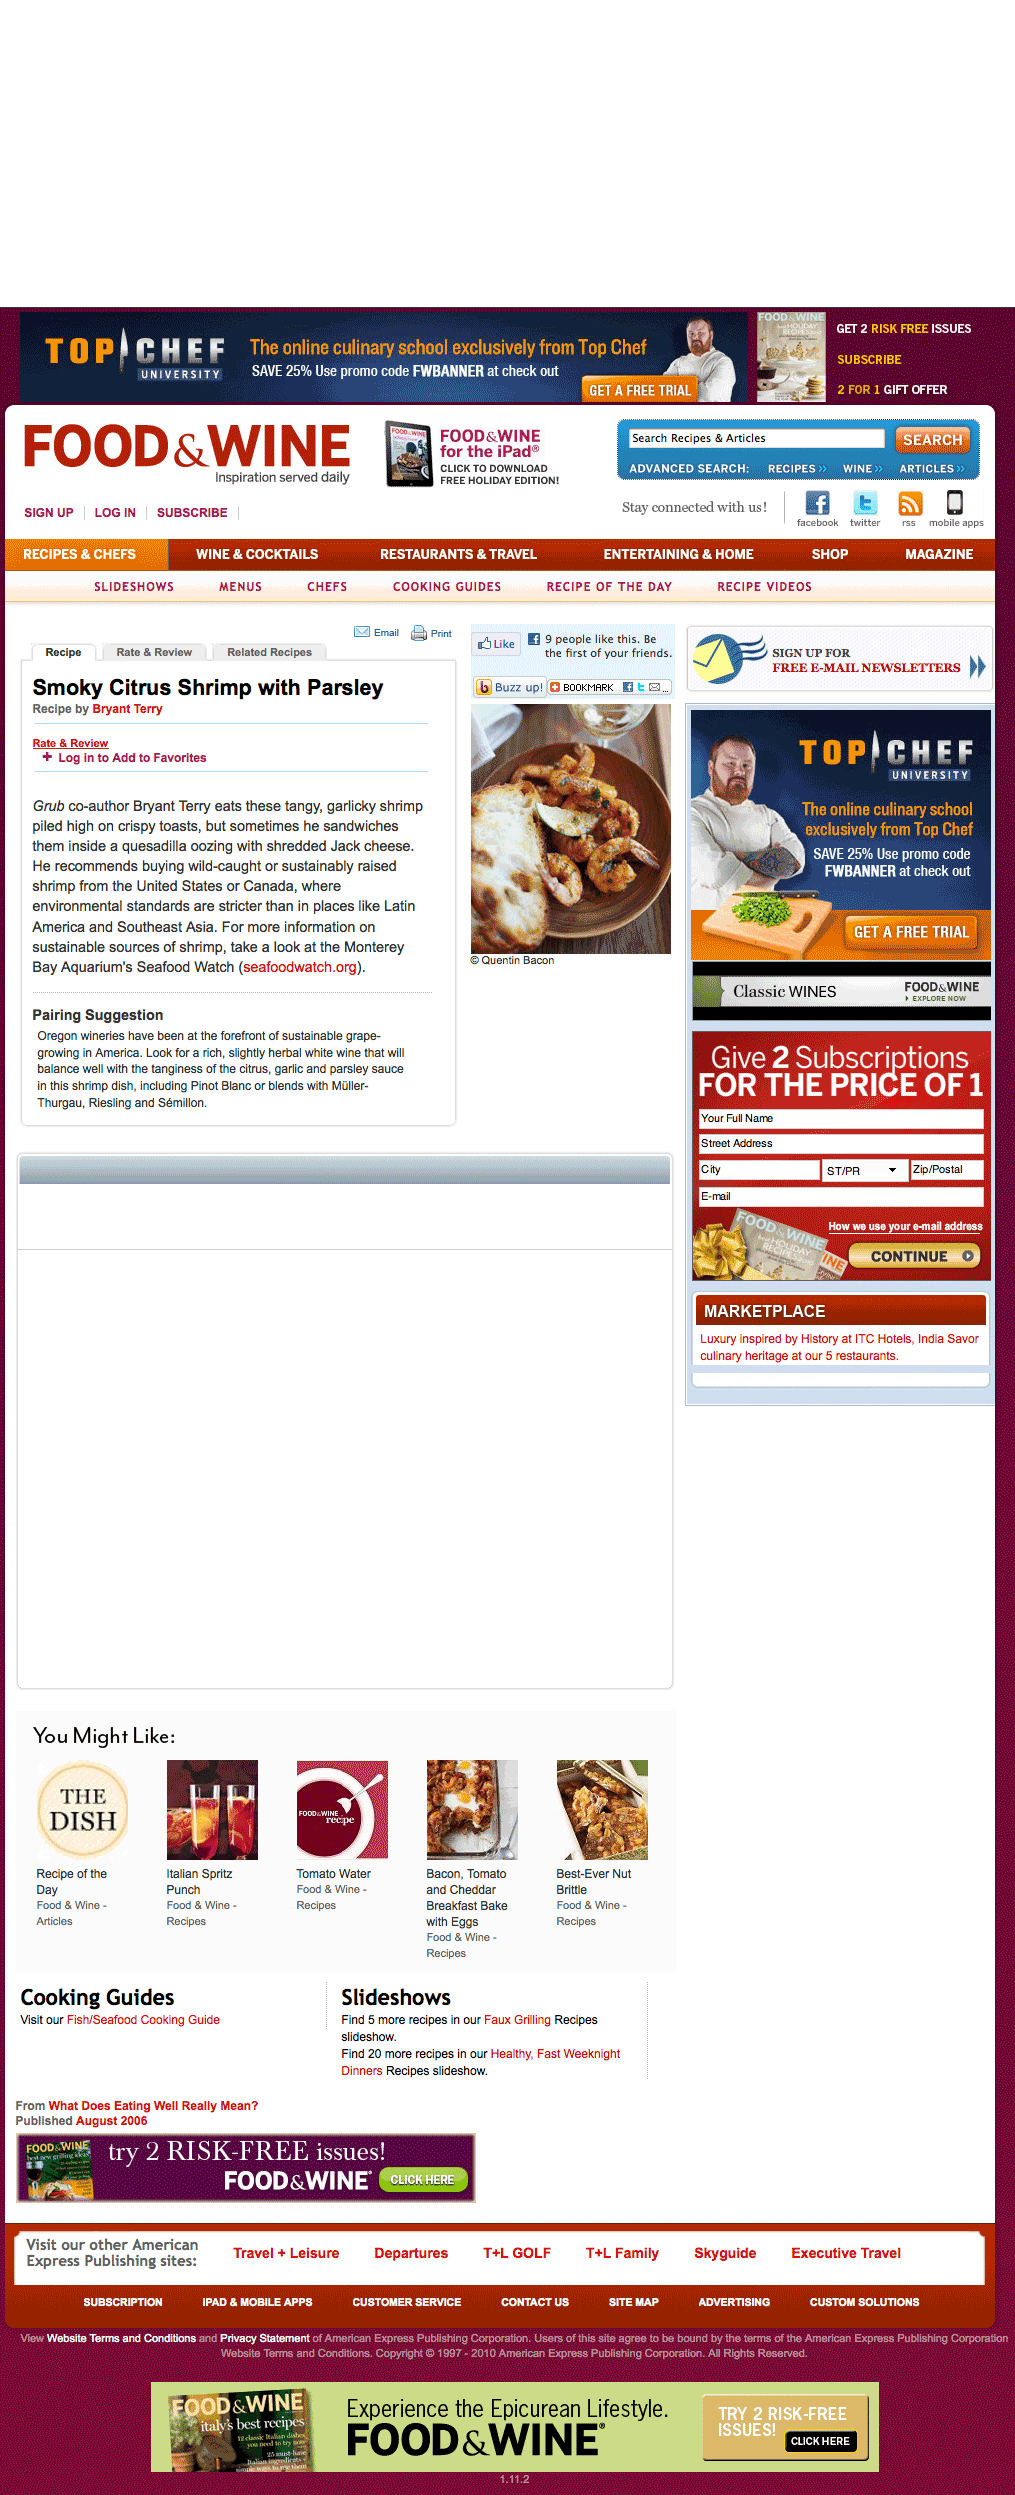 TOP CHEF
UNIVERSITY
The online culinary school exclusively from Top Chef
SAVE 25% Use promo code FWBANNER at check out
GET A FREE TRIAL
FOOD&WINE
HOLIDAY
RECIPES
GET 2 RISK FREE ISSUES
SUBSCRIBE
2 FOR 1 GIFT OFFER
FOOD&WINE
Inspiration served daily
FOOD&WINE
for the iPad®
CLICK TO DOWNLOAD
FREE HOLIDAY EDITION!
Search Recipes & Articles
SEARCH
ADVANCED SEARCH: RECIPES >> WINE >> ARTICLES >>
SIGN UP LOG IN SUBSCRIBE
Stay connected with us!
facebook twitter rss mobile apps
RECIPES & CHEFS WINE & COCKTAILS RESTAURANTS & TRAVEL ENTERTAINING & HOME SHOP MAGAZINE
SLIDESHOWS MENUS CHEFS COOKING GUIDES RECIPE OF THE DAY RECIPE VIDEOS
Email Print
Recipe Rate & Review Related Recipes
Smoky Citrus Shrimp with Parsley
Recipe by Bryant Terry
Rate & Review
+ Log in to Add to Favorites
Grub co-author Bryant Terry eats these tangy, garlicky shrimp
piled high on crispy toasts, but sometimes he sandwiches
them inside a quesadilla oozing with shredded Jack cheese.
He recommends buying wild-caught or sustainably raised
shrimp from the United States or Canada, where
environmental standards are stricter than in places like Latin
America and Southeast Asia. For more information on
sustainable sources of shrimp, take a look at the Monterey
Bay Aquarium's Seafood Watch (seafoodwatch.org).
Pairing Suggestion
Oregon wineries have been at the forefront of sustainable grape-
growing in America. Look for a rich, slightly herbal white wine that will
balance well with the tanginess of the citrus, garlic and parsley sauce
in this shrimp dish, including Pinot Blanc or blends with Müller-
Thurgau, Riesling and Sémillon.
Like
9 people like this. Be
the first of your friends.
Buzz up!
BOOKMARK
© Quentin Bacon
SIGN UP FOR
FREE E-MAIL NEWSLETTERS
TOP CHEF
UNIVERSITY
The online culinary school
exclusively from Top Chef
SAVE 25% Use promo code
FWBANNER at check out
GET A FREE TRIAL
Classic WINES
FOOD&WINE
EXPLORE NOW
Give 2 Subscriptions
FOR THE PRICE OF 1
Your Full Name
Street Address
City ST/PR Zip/Postal
E-mail
How we use your e-mail address
FOOD&WINE
HOLIDAY
CONTINUE
MARKETPLACE
Luxury inspired by History at ITC Hotels, India Savor
culinary heritage at our 5 restaurants.
You Might Like:
THE
DISH
FOOD&WINE
recipe
Recipe of the
Day
Food & Wine -
Articles
Italian Spritz
Punch
Food & Wine -
Recipes
Tomato Water
Food & Wine -
Recipes
Bacon, Tomato
and Cheddar
Breakfast Bake
with Eggs
Food & Wine -
Recipes
Best-Ever Nut
Brittle
Food & Wine -
Recipes
Cooking Guides
Visit our Fish/Seafood Cooking Guide
Slideshows
Find 5 more recipes in our Faux Grilling Recipes
slideshow.
Find 20 more recipes in our Healthy, Fast Weeknight
Dinners Recipes slideshow.
From What Does Eating Well Really Mean?
Published August 2006
FOOD&WINE
best new grilling ideas
try 2 RISK-FREE issues!
FOOD&WINE®
CLICK HERE
Visit our other American
Express Publishing sites:
Travel + Leisure Departures T+L GOLF T+L Family Skyguide Executive Travel
SUBSCRIPTION IPAD & MOBILE APPS CUSTOMER SERVICE CONTACT US SITE MAP ADVERTISING CUSTOM SOLUTIONS
View Website Terms and Conditions and Privacy Statement of American Express Publishing Corporation. Users of this site agree to be bound by the terms of the American Express Publishing Corporation
Website Terms and Conditions. Copyright © 1997 - 2010 American Express Publishing Corporation. All Rights Reserved.
FOOD&WINE
italy's best recipes
12 classic Italian dishes
you need to try now
25 must-have
Italian ingredients -
simple ways to use them
Experience the Epicurean Lifestyle.
FOOD&WINE®
TRY 2 RISK-FREE
ISSUES!
CLICK HERE
1.11.2